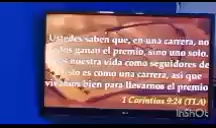 Ustedes saben que, en una carrera, no
ganan el premio, sino uno solo.
nuestra vida como seguidores de
es como una carrera, así que
vivamos bien para llevarnos el premio
1 Corintios 9:24 (TLA)
InShOt